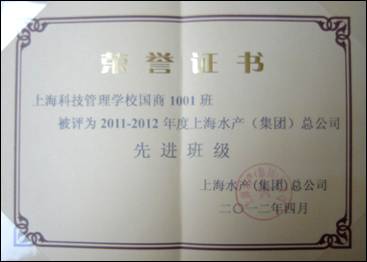 荣誉证书
上海科技管理学校国商1001班
被评为2011-2012年度上海水产（集团）总公司
先进班级
上海水产(集团)总公司
二〇一二年四月